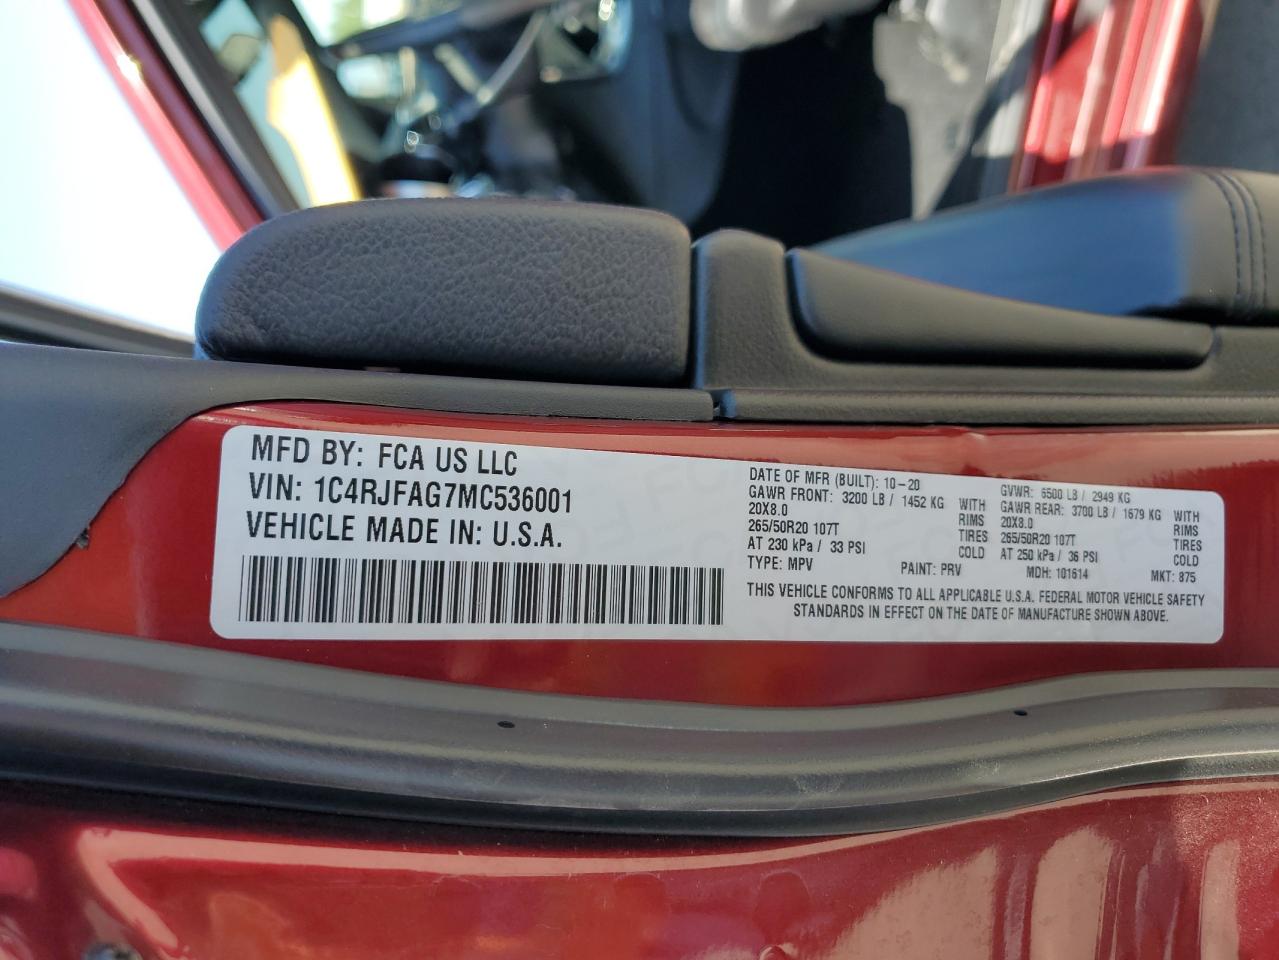 MFD BY: FCA US LLC
VIN: 1C4RJFAG7MC536001
VEHICLE MADE IN: U.S.A.
DATE OF MFR (BUILT): 10-20
GAWR FRONT: 3200 LB / 1452 KG WITH
20X8.0 RIMS
265/50R20 107T TIRES
AT 230 kPa / 33 PSI COLD
GVWR: 6500 LB / 2949 KG
GAWR REAR: 3700 LB / 1679 KG WITH
20X8.0 RIMS
265/50R20 107T TIRES
AT 250 kPa / 36 PSI COLD
TYPE: MPV PAINT: PRV MDH: 101614 MKT: 875
THIS VEHICLE CONFORMS TO ALL APPLICABLE U.S.A. FEDERAL MOTOR VEHICLE SAFETY
STANDARDS IN EFFECT ON THE DATE OF MANUFACTURE SHOWN ABOVE.